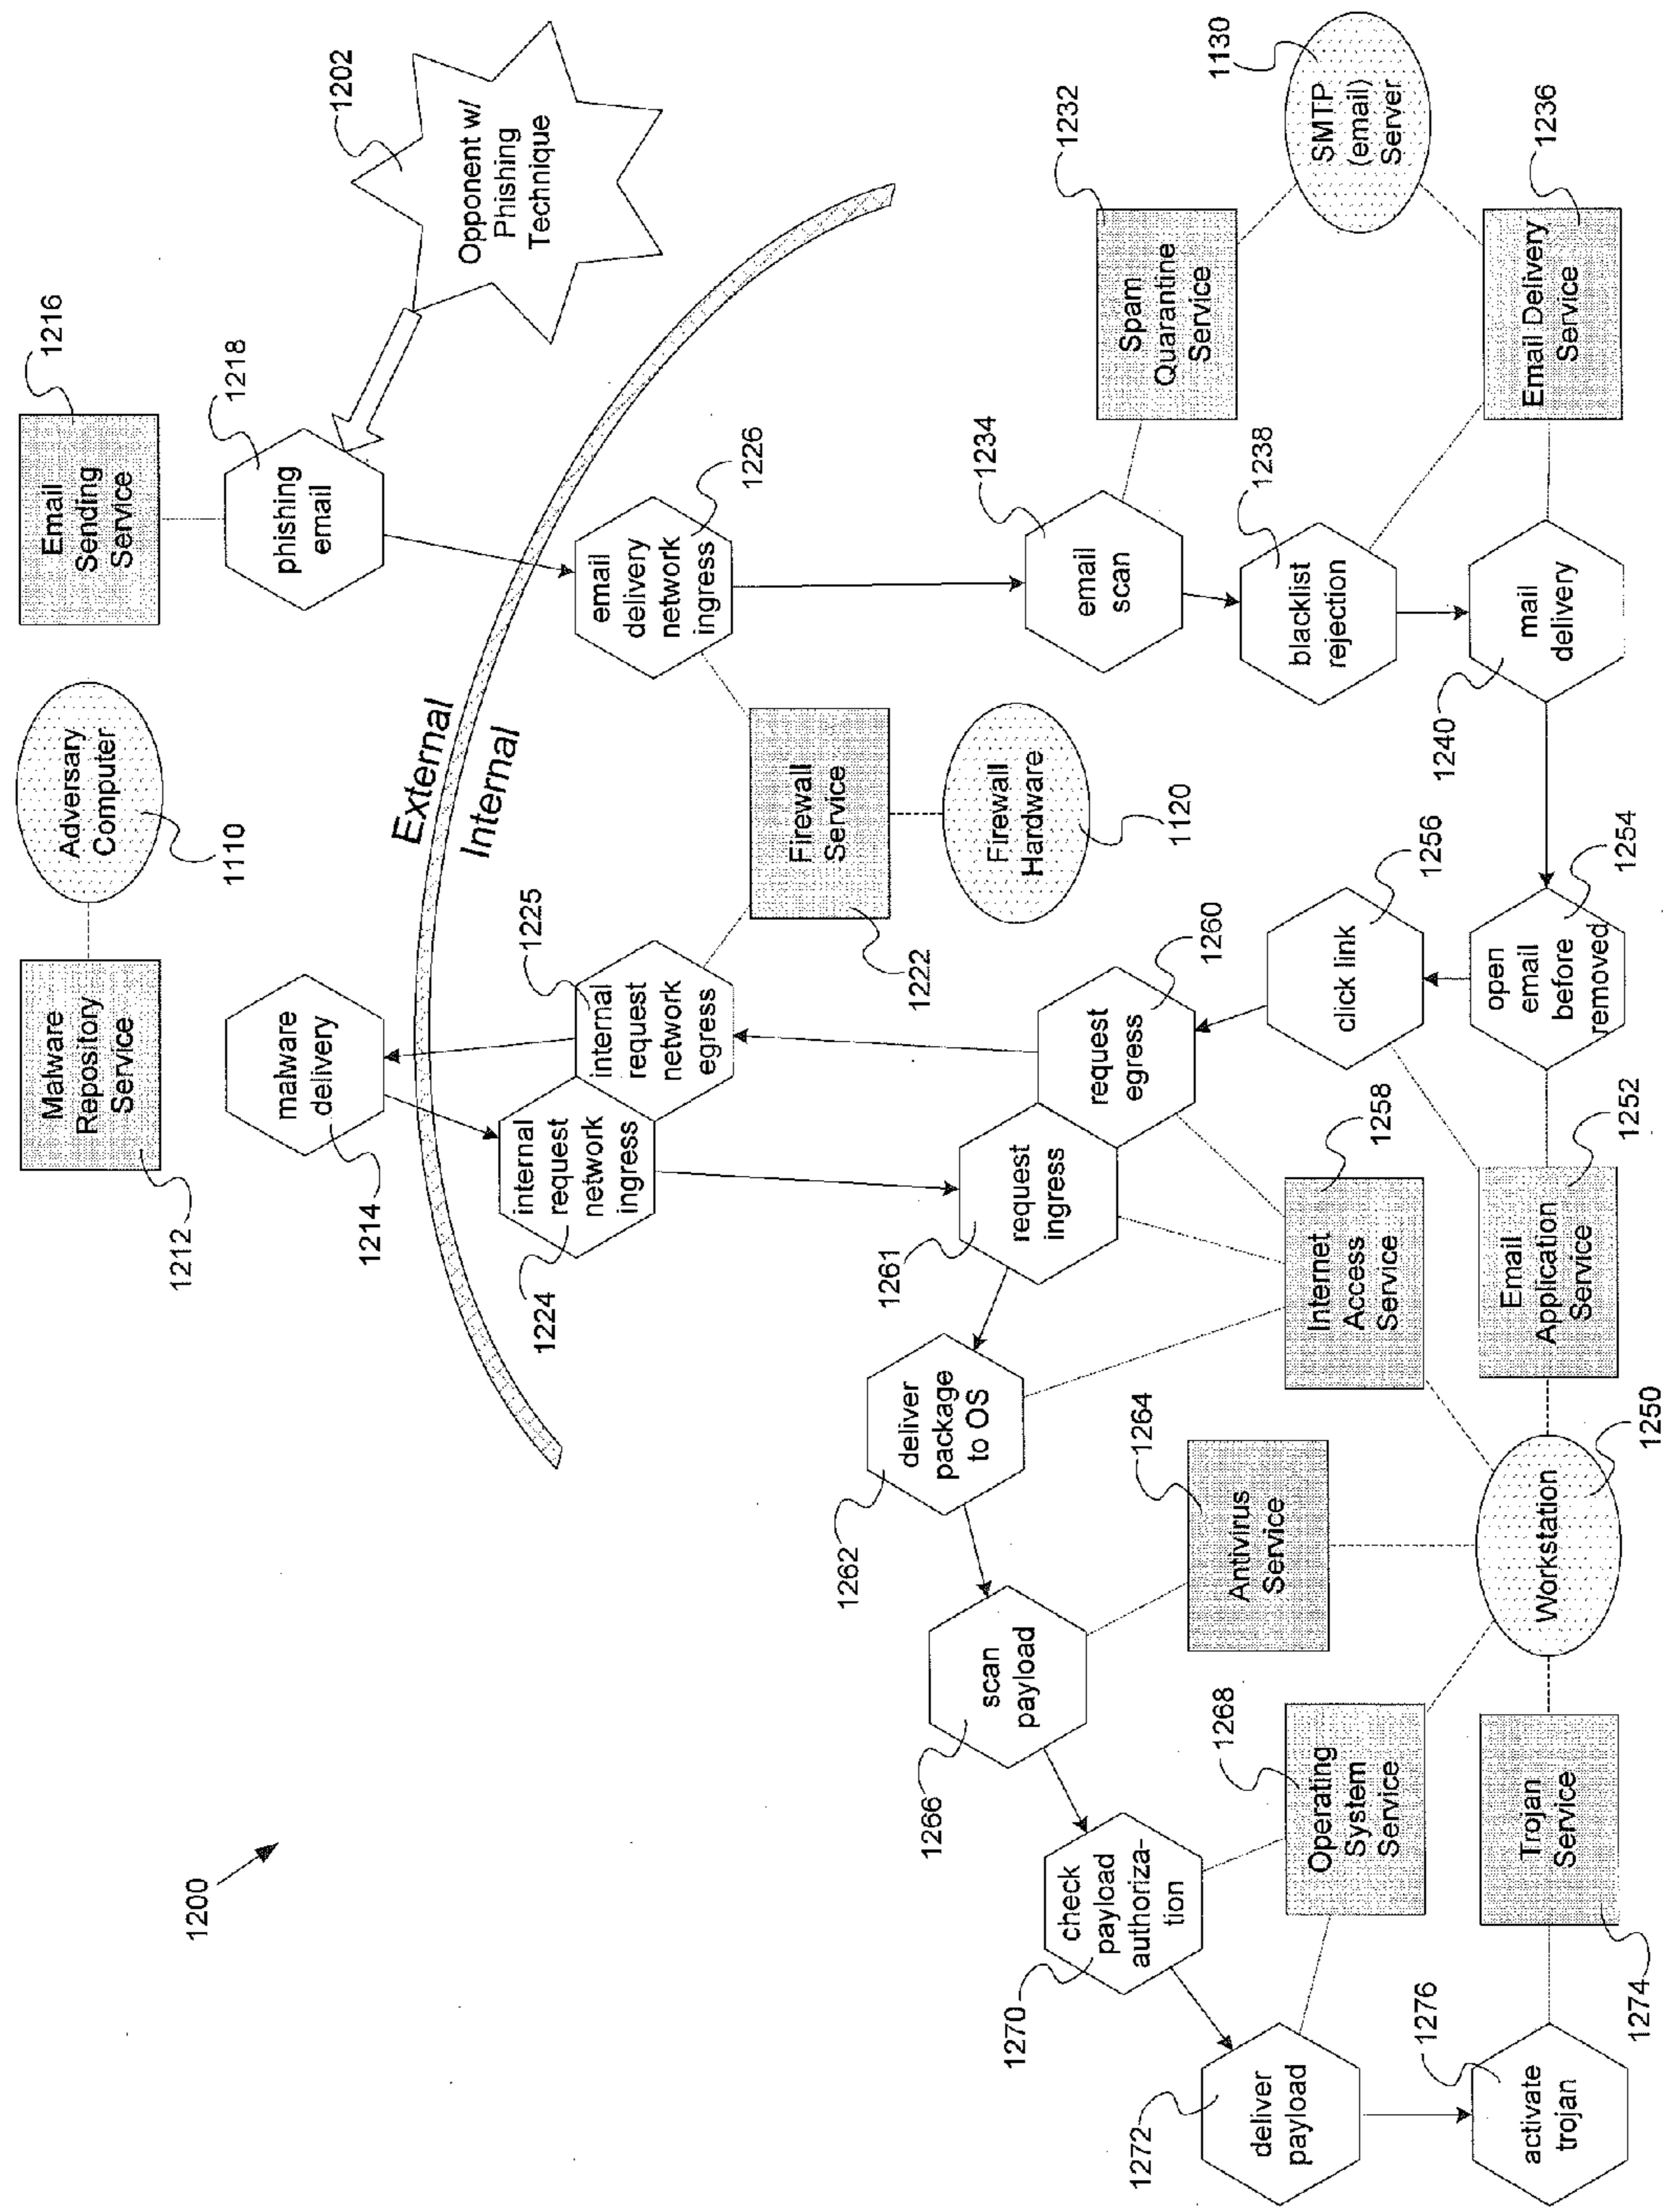 1200
Malware
Repository
Service
1212
Adversary
Computer
1110
Email
Sending
Service
1216
malware
delivery
1214
phishing
email
1218
Opponent w/
Phishing
Technique
1202
External
Internal
internal
request
network
ingress
1224
internal
request
network
egress
1225
email
delivery
network
ingress
1226
Firewall
Service
1222
Firewall
Hardware
1120
deliver
package
to OS
1262
request
ingress
1261
request
egress
1260
email
scan
1234
Spam
Quarantine
Service
1232
SMTP
(email)
Server
1130
scan
payload
1266
check
payload
authoriza-
tion
1270
Antivirus
Service
1264
Internet
Access
Service
1258
click link
1256
blacklist
rejection
1238
deliver
payload
1272
Operating
System
Service
1268
activate
trojan
1276
Trojan
Service
1274
Workstation
1250
Email
Application
Service
1252
open
email
before
removed
1254
mail
delivery
1240
Email Delivery
Service
1236